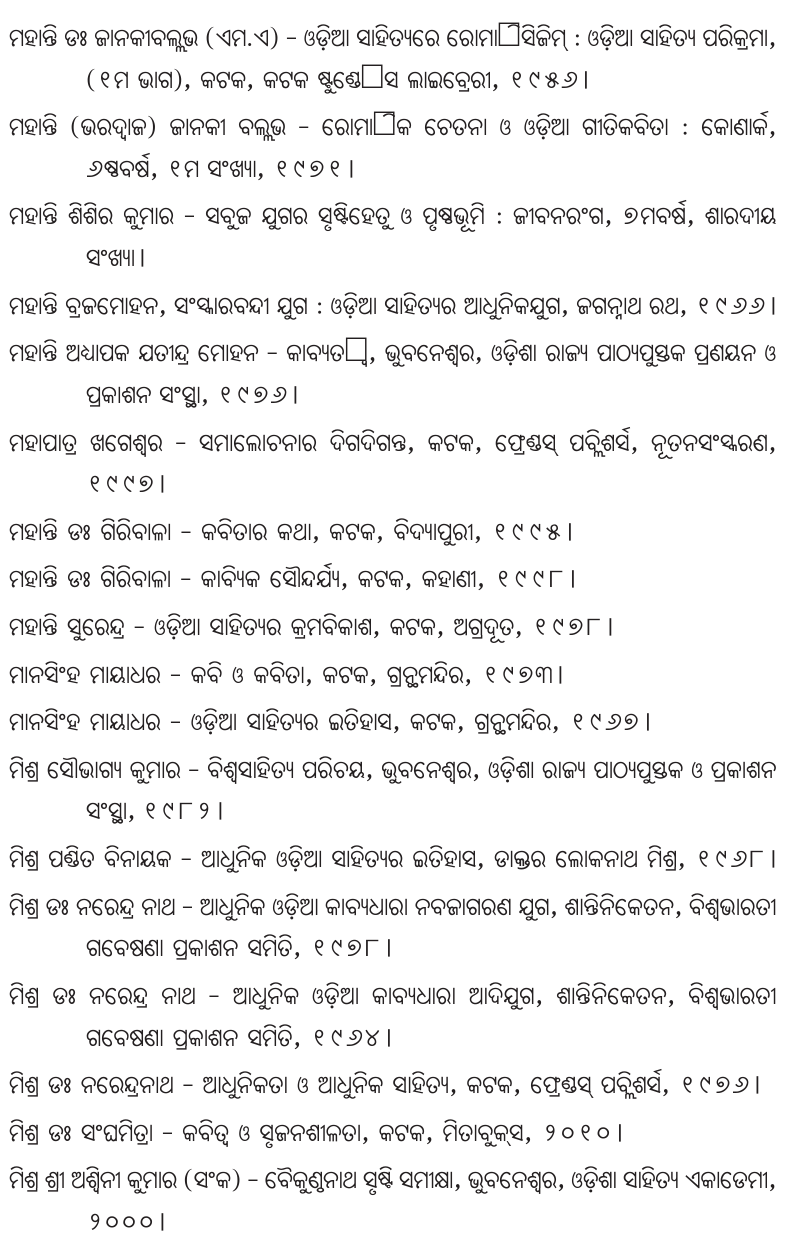 ମହାନ୍ତି ଡଃ ଜାନକୀବଲ୍ଲଭ (ଏମ.ଏ) – ଓଡ଼ିଆ ସାହିତ୍ୟରେ : ଓଡ଼ିଆ ସାହିତ୍ୟ ପରିକ୍ରମା,
(୧ମ ଭାଗ), କଟକ, କଟକ ଲାଇବ୍ରେରୀ, ୧୯୫୬।
ମହାନ୍ତି (ଭରଦ୍ୱାଜ) ଜାନକୀ ବଲ୍ଲଭ – ଚେତନା ଓ ଓଡ଼ିଆ ଗୀତିକବିତା : କୋଣାର୍କ,
୬ଷ୍ଠବର୍ଷ, ୧ମ ସଂଖ୍ୟା, ୧୯୭୧।
ମହାନ୍ତି ଶିଶିର କୁମାର – ସବୁଜ ଯୁଗର ସୃଷ୍ଟିହେତୁ ଓ ପୃଷ୍ଠଭୂମି : ଜୀବନରଂଗ, ୭ମବର୍ଷ, ଶାରଦୀୟ
ସଂଖ୍ୟା।
ମହାନ୍ତି ବ୍ରଜମୋହନ, ସଂସ୍କାରବନ୍ଦୀ ଯୁଗ : ଓଡ଼ିଆ ସାହିତ୍ୟର ଆଧୁନିକଯୁଗ, ଜଗନ୍ନାଥ ରଥ, ୧୯୬୬।
ମହାନ୍ତି ଅଧ୍ୟାପକ ଯତୀନ୍ଦ୍ର ମୋହନ – ଭୁବନେଶ୍ୱର, ଓଡ଼ିଶା ରାଜ୍ୟ ପାଠ୍ୟପୁସ୍ତକ ପ୍ରଣୟନ ଓ
ପ୍ରକାଶନ ସଂସ୍ଥା, ୧୯୭୬।
ମହାପାତ୍ର ଖଗେଶ୍ୱର – ସମାଲୋଚନାର ଦିଗଦିଗନ୍ତ, କଟକ, ଫ୍ରେଣ୍ଡସ୍ ପବ୍ଲିଶର୍ସ, ନୂତନସଂସ୍କରଣ,
୧୯୯୭।
ମହାନ୍ତି ଡଃ ଗିରିବାଳା – କବିତାର କଥା, କଟକ, ବିଦ୍ୟାପୁରୀ, ୧୯୯୫।
ମହାନ୍ତି ଡଃ ଗିରିବାଳା – କାବ୍ୟିକ ସୌନ୍ଦର୍ଯ୍ୟ, କଟକ, କହାଣୀ, ୧୯୯୮।
ମହାନ୍ତି ସୁରେନ୍ଦ୍ର – ଓଡ଼ିଆ ସାହିତ୍ୟର କ୍ରମବିକାଶ, କଟକ, ଅଗ୍ରଦୂତ, ୧୯୭୮।
ମାନସିଂହ ମାୟାଧର – କବି ଓ କବିତା, କଟକ, ଗ୍ରନ୍ଥମନ୍ଦିର, ୧୯୭୩।
ମାନସିଂହ ମାୟାଧର – ଓଡ଼ିଆ ସାହିତ୍ୟର ଇତିହାସ, କଟକ, ଗ୍ରନ୍ଥମନ୍ଦିର, ୧୯୬୭।
ମିଶ୍ର ସୌଭାଗ୍ୟ କୁମାର – ବିଶ୍ୱସାହିତ୍ୟ ପରିଚୟ, ଭୁବନେଶ୍ୱର, ଓଡ଼ିଶା ରାଜ୍ୟ ପାଠ୍ୟପୁସ୍ତକ ଓ ପ୍ରକାଶନ
ସଂସ୍ଥା, ୧୯୮୨।
ମିଶ୍ର ପଣ୍ଡିତ ବିନାୟକ – ଆଧୁନିକ ଓଡ଼ିଆ ସାହିତ୍ୟର ଇତିହାସ, ଡାକ୍ତର ଲୋକନାଥ ମିଶ୍ର, ୧୯୬୮।
ମିଶ୍ର ଡଃ ନରେନ୍ଦ୍ର ନାଥ – ଆଧୁନିକ ଓଡ଼ିଆ କାବ୍ୟଧାରା ନବଜାଗରଣ ଯୁଗ, ଶାନ୍ତିନିକେତନ, ବିଶ୍ୱଭାରତୀ
ଗବେଷଣା ପ୍ରକାଶନ ସମିତି, ୧୯୭୮।
ମିଶ୍ର ଡଃ ନରେନ୍ଦ୍ର ନାଥ – ଆଧୁନିକ ଓଡ଼ିଆ କାବ୍ୟଧାରା ଆଦିଯୁଗ, ଶାନ୍ତିନିକେତନ, ବିଶ୍ୱଭାରତୀ
ଗବେଷଣା ପ୍ରକାଶନ ସମିତି, ୧୯୬୪।
ମିଶ୍ର ଡଃ ନରେନ୍ଦ୍ରନାଥ – ଆଧୁନିକତା ଓ ଆଧୁନିକ ସାହିତ୍ୟ, କଟକ, ଫ୍ରେଣ୍ଡସ୍ ପବ୍ଲିଶର୍ସ, ୧୯୭୬।
ମିଶ୍ର ଡଃ ସଂଘମିତ୍ରା – କବିତ୍ୱ ଓ ସୃଜନଶୀଳତା, କଟକ, ମିତାବୁକ୍‌ସ, ୨୦୧୦।
ମିଶ୍ର ଶ୍ରୀ ଅଶ୍ୱିନୀ କୁମାର (ସଂକ) – ବୈକୁଣ୍ଠନାଥ ସୃଷ୍ଟି ସମୀକ୍ଷା, ଭୁବନେଶ୍ୱର, ଓଡ଼ିଶା ସାହିତ୍ୟ ଏକାଡେମୀ,
୨୦୦୦।